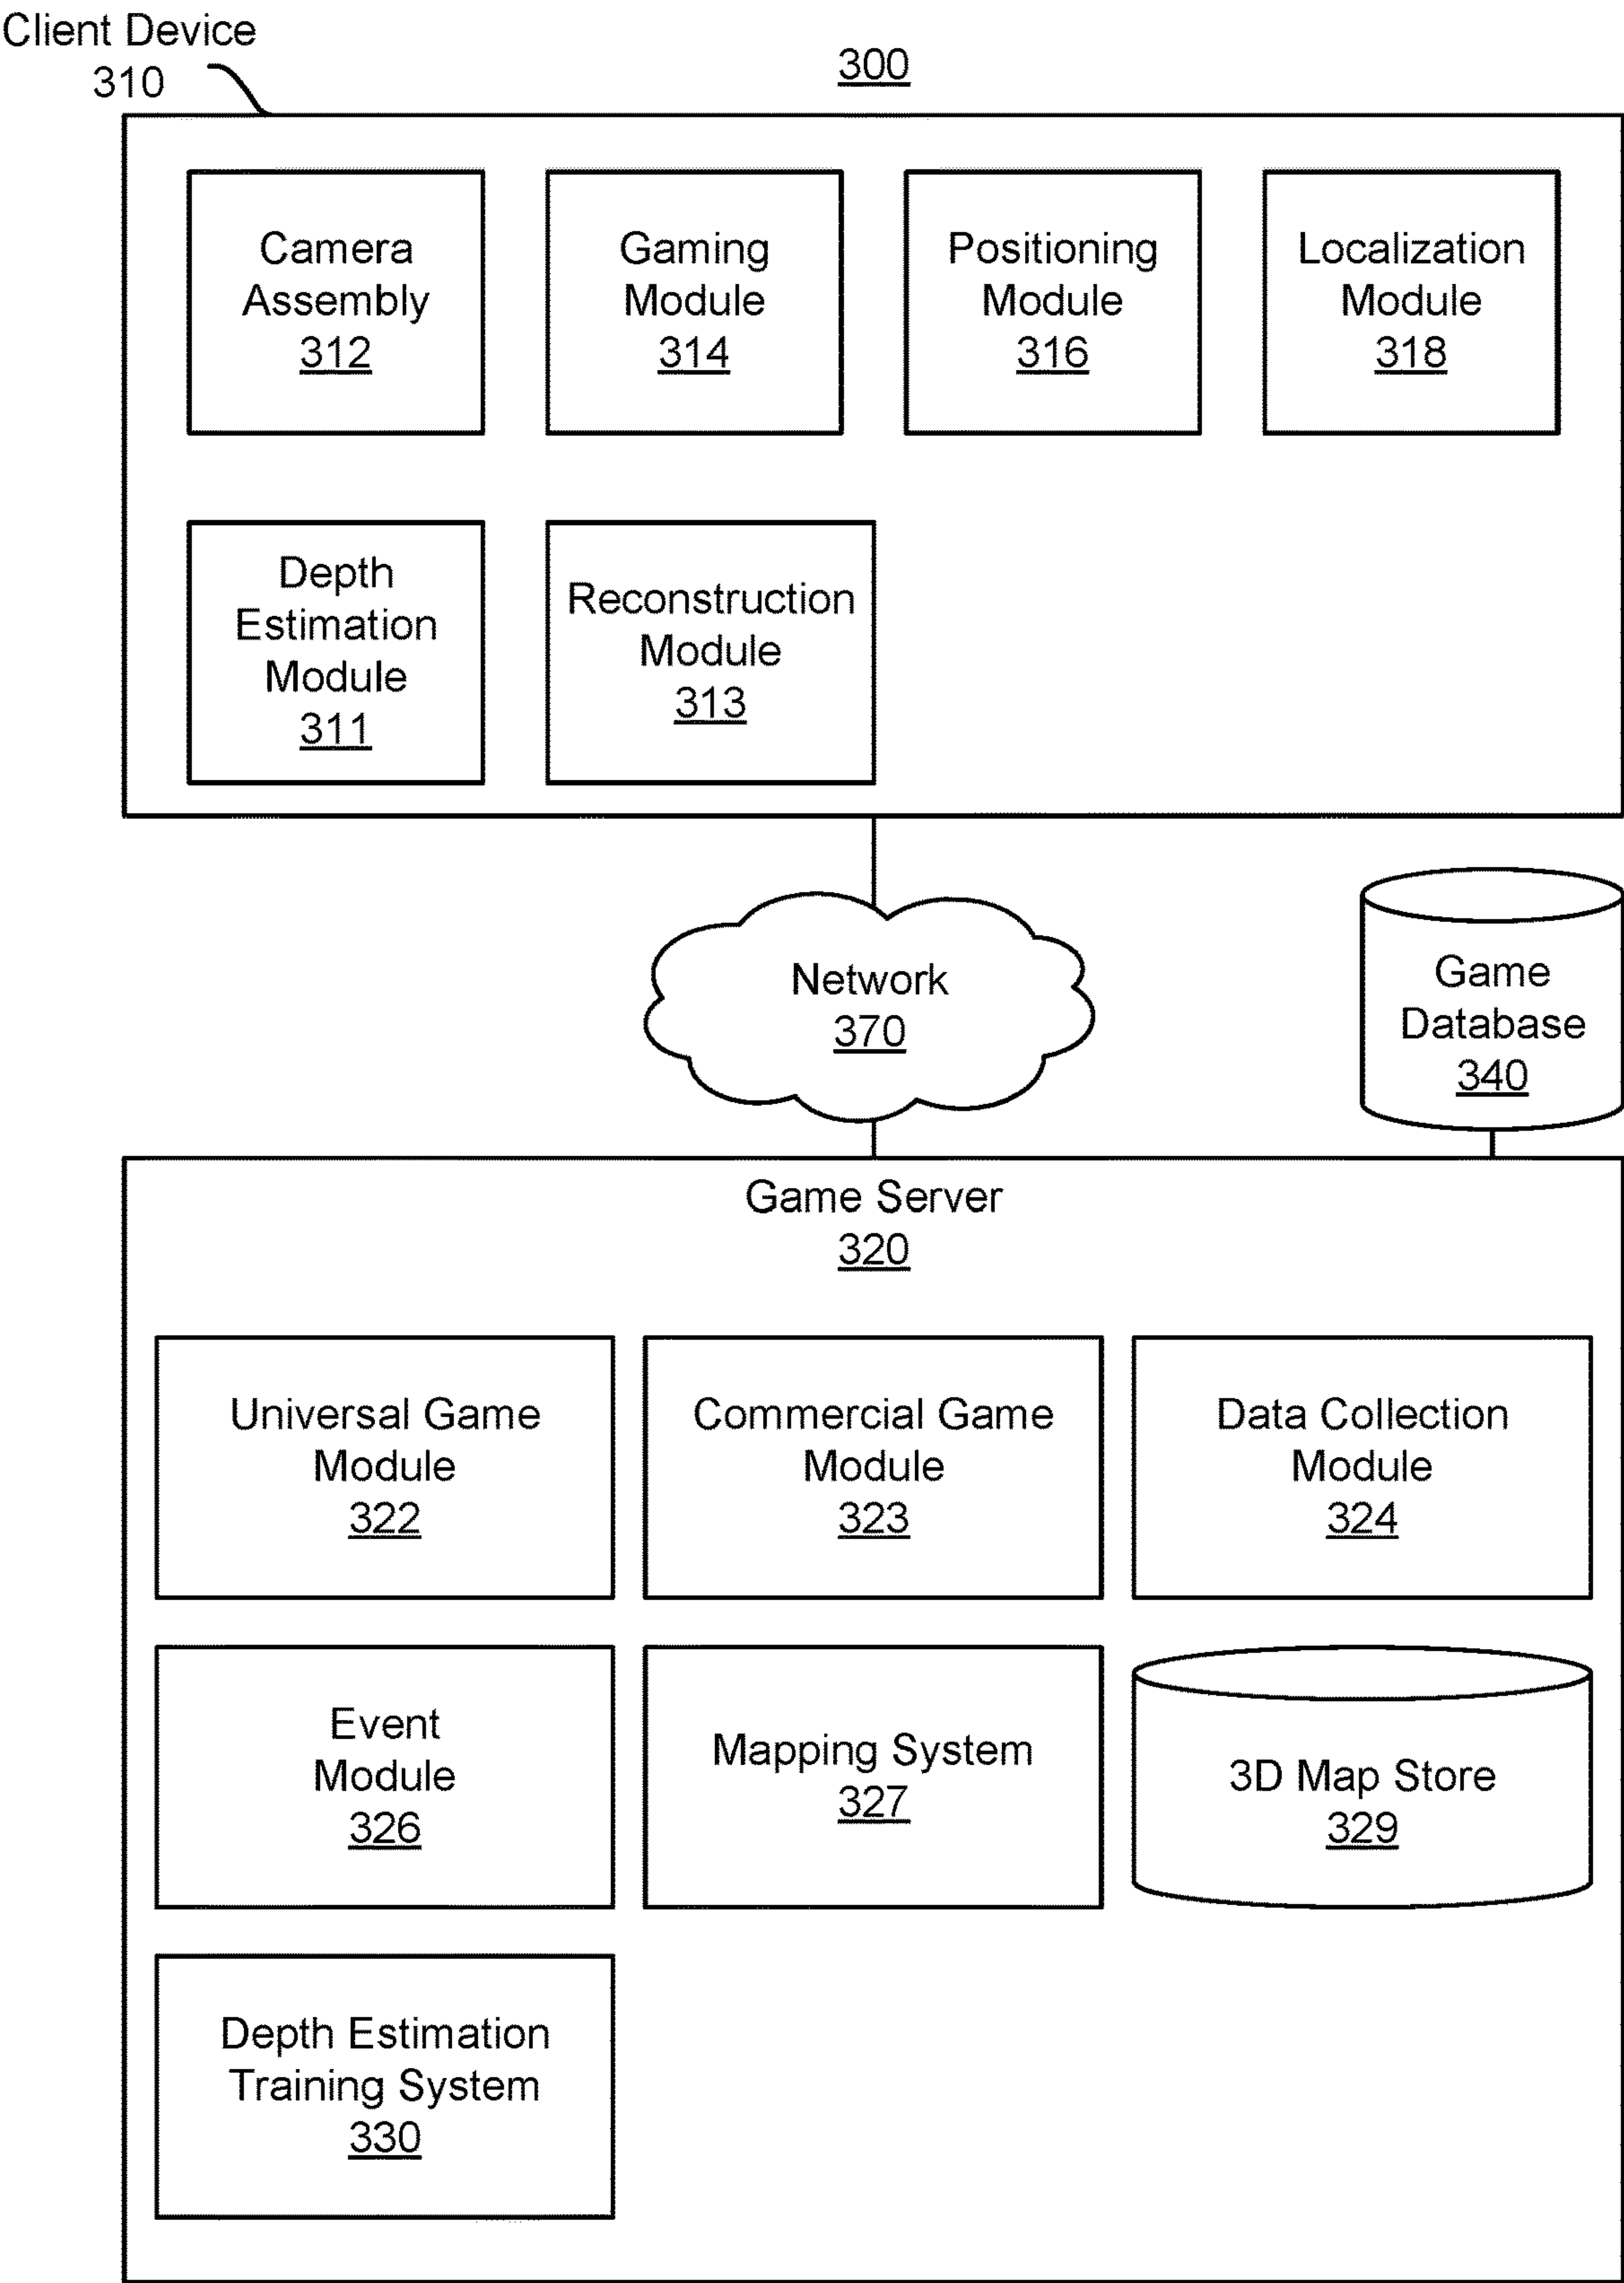 Client Device
310
300
Camera
Assembly
312
Gaming
Module
314
Positioning
Module
316
Localization
Module
318
Depth
Estimation
Module
311
Reconstruction
Module
313
Network
370
Game
Database
340
Game Server
320
Universal Game
Module
322
Commercial Game
Module
323
Data Collection
Module
324
Event
Module
326
Mapping System
327
3D Map Store
329
Depth Estimation
Training System
330